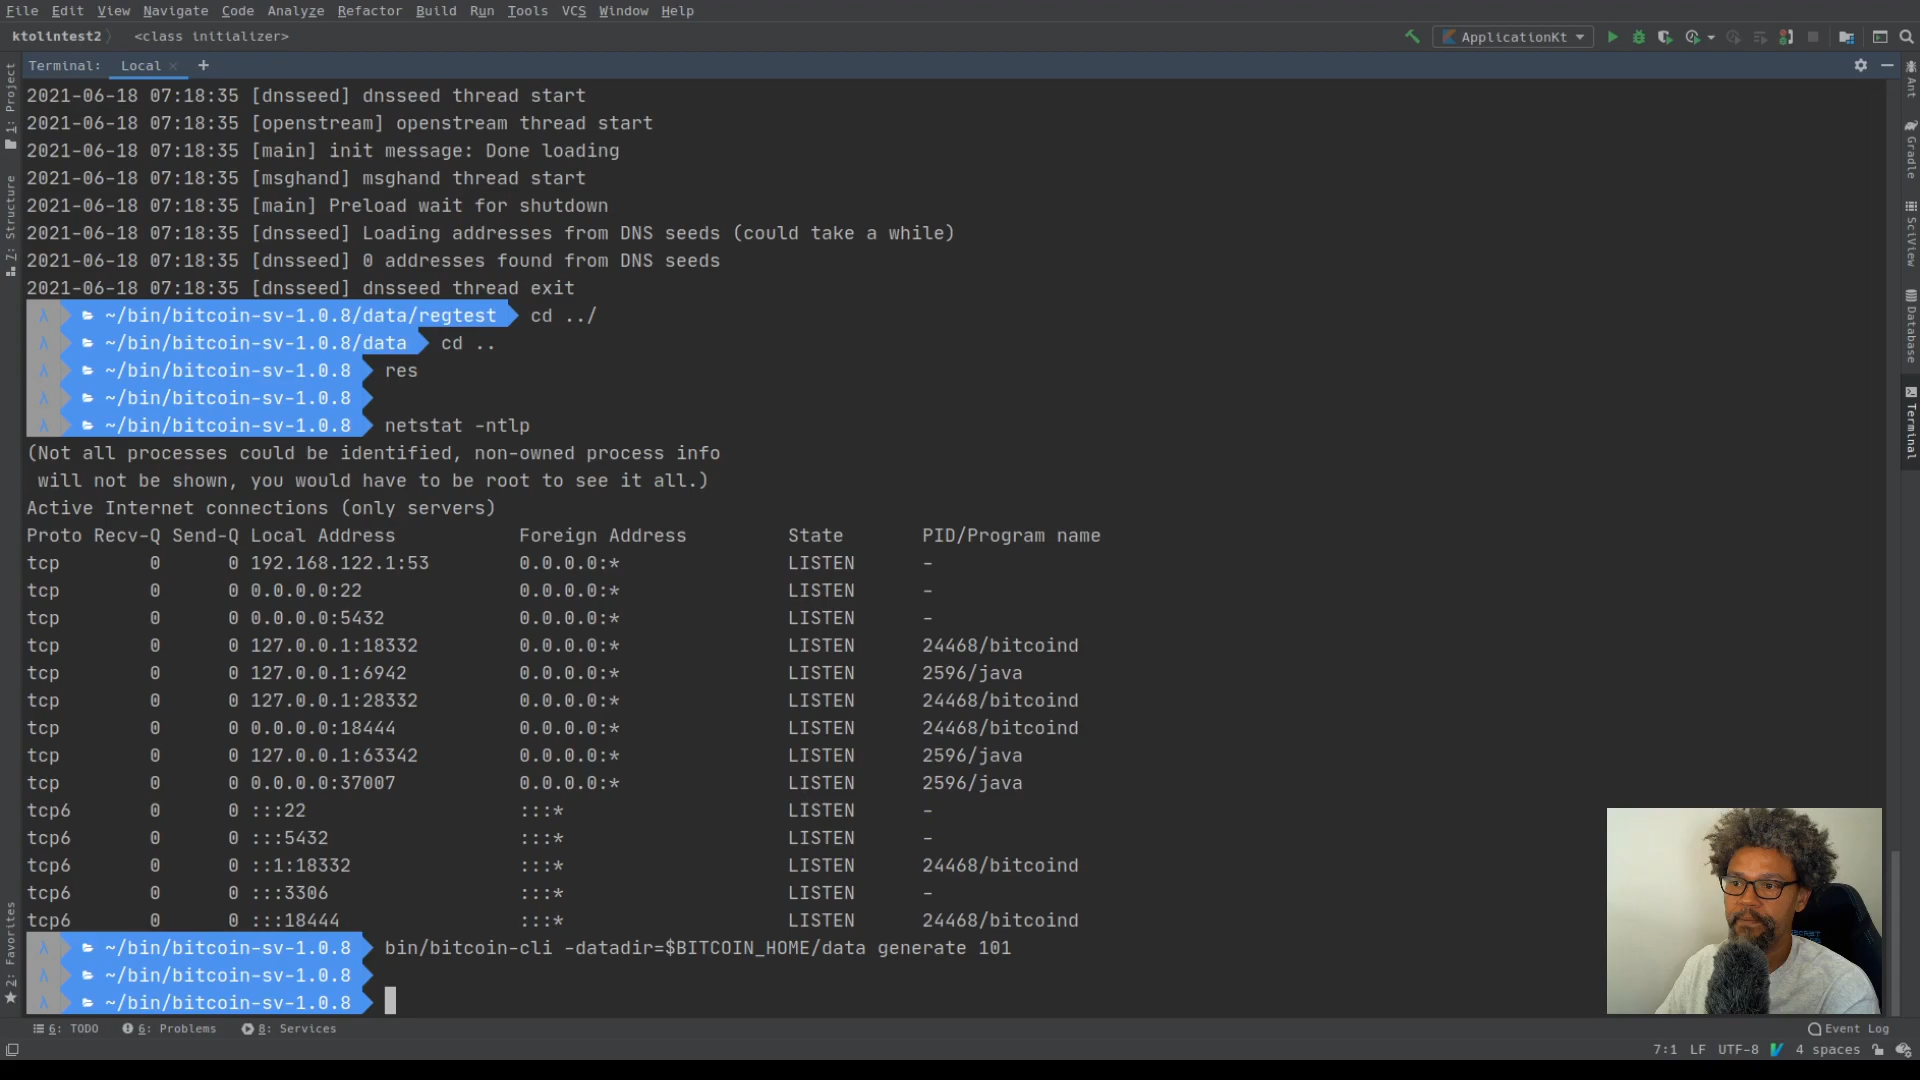 File Edit View Navigate Code Analyze Refactor Build Run Tools VCS Window Help
ktolintest2 <class initializer> ApplicationKt
Terminal: Local × +
2021-06-18 07:18:35 [dnsseed] dnsseed thread start
2021-06-18 07:18:35 [openstream] openstream thread start
2021-06-18 07:18:35 [main] init message: Done loading
2021-06-18 07:18:35 [msghand] msghand thread start
2021-06-18 07:18:35 [main] Preload wait for shutdown
2021-06-18 07:18:35 [dnsseed] Loading addresses from DNS seeds (could take a while)
2021-06-18 07:18:35 [dnsseed] 0 addresses found from DNS seeds
2021-06-18 07:18:35 [dnsseed] dnsseed thread exit
λ ~/bin/bitcoin-sv-1.0.8/data/regtest cd ../
λ ~/bin/bitcoin-sv-1.0.8/data cd ..
λ ~/bin/bitcoin-sv-1.0.8 res
λ ~/bin/bitcoin-sv-1.0.8
λ ~/bin/bitcoin-sv-1.0.8 netstat -ntlp
(Not all processes could be identified, non-owned process info
will not be shown, you would have to be root to see it all.)
Active Internet connections (only servers)
Proto Recv-Q Send-Q Local Address Foreign Address State PID/Program name
tcp 0 0 192.168.122.1:53 0.0.0.0:* LISTEN -
tcp 0 0 0.0.0.0:22 0.0.0.0:* LISTEN -
tcp 0 0 0.0.0.0:5432 0.0.0.0:* LISTEN -
tcp 0 0 127.0.0.1:18332 0.0.0.0:* LISTEN 24468/bitcoind
tcp 0 0 127.0.0.1:6942 0.0.0.0:* LISTEN 2596/java
tcp 0 0 127.0.0.1:28332 0.0.0.0:* LISTEN 24468/bitcoind
tcp 0 0 0.0.0.0:18444 0.0.0.0:* LISTEN 24468/bitcoind
tcp 0 0 127.0.0.1:63342 0.0.0.0:* LISTEN 2596/java
tcp 0 0 0.0.0.0:37007 0.0.0.0:* LISTEN 2596/java
tcp6 0 0 :::22 :::* LISTEN -
tcp6 0 0 :::5432 :::* LISTEN -
tcp6 0 0 ::1:18332 :::* LISTEN 24468/bitcoind
tcp6 0 0 :::3306 :::* LISTEN -
tcp6 0 0 :::18444 :::* LISTEN 24468/bitcoind
λ ~/bin/bitcoin-sv-1.0.8 bin/bitcoin-cli -datadir=$BITCOIN_HOME/data generate 101
λ ~/bin/bitcoin-sv-1.0.8
λ ~/bin/bitcoin-sv-1.0.8
1: Project
7: Structure
2: Favorites
Ant
Gradle
SciView
Database
Terminal
6: TODO 6: Problems 8: Services Event Log
7:1 LF UTF-8 4 spaces